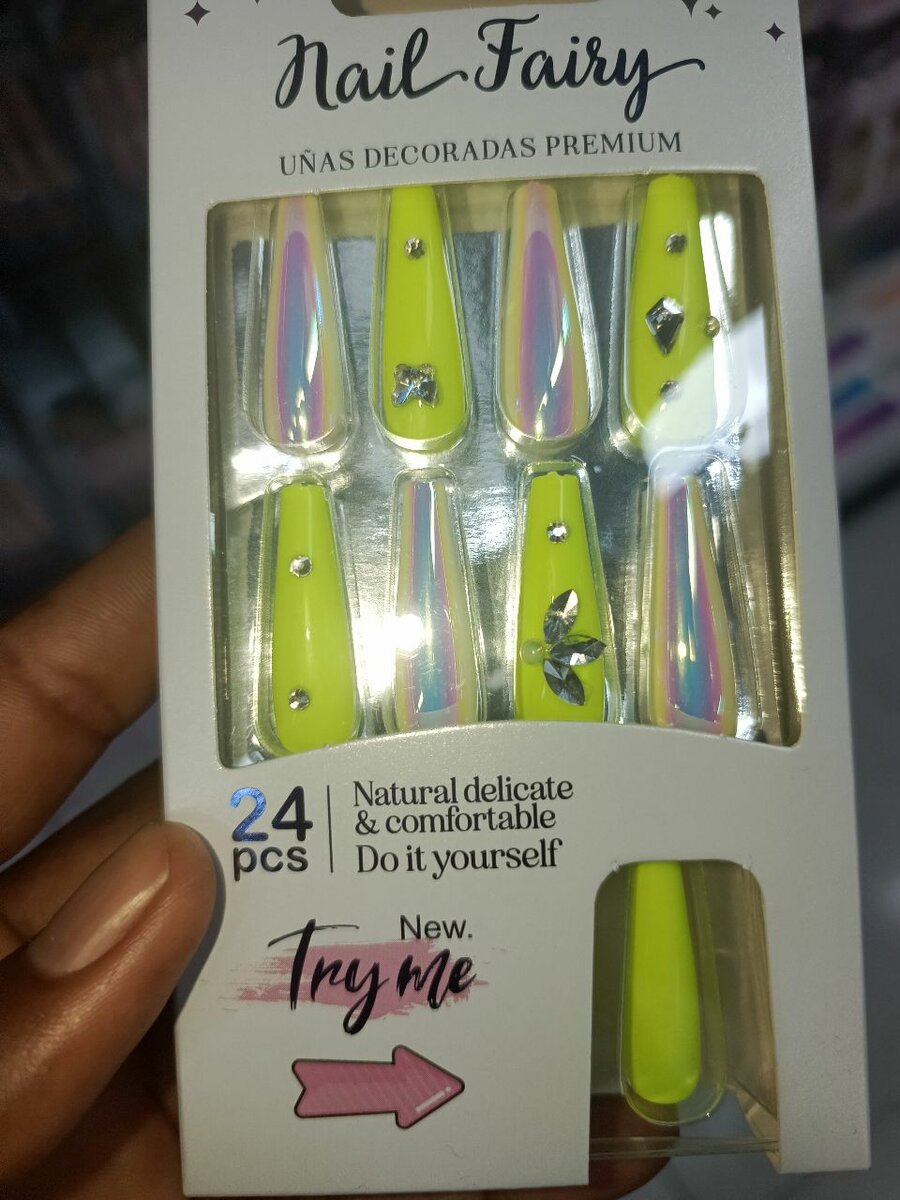 Nail Fairy
UÑAS DECORADAS PREMIUM
24
pcs
Natural delicate
& comfortable
Do it yourself
New.
Try me